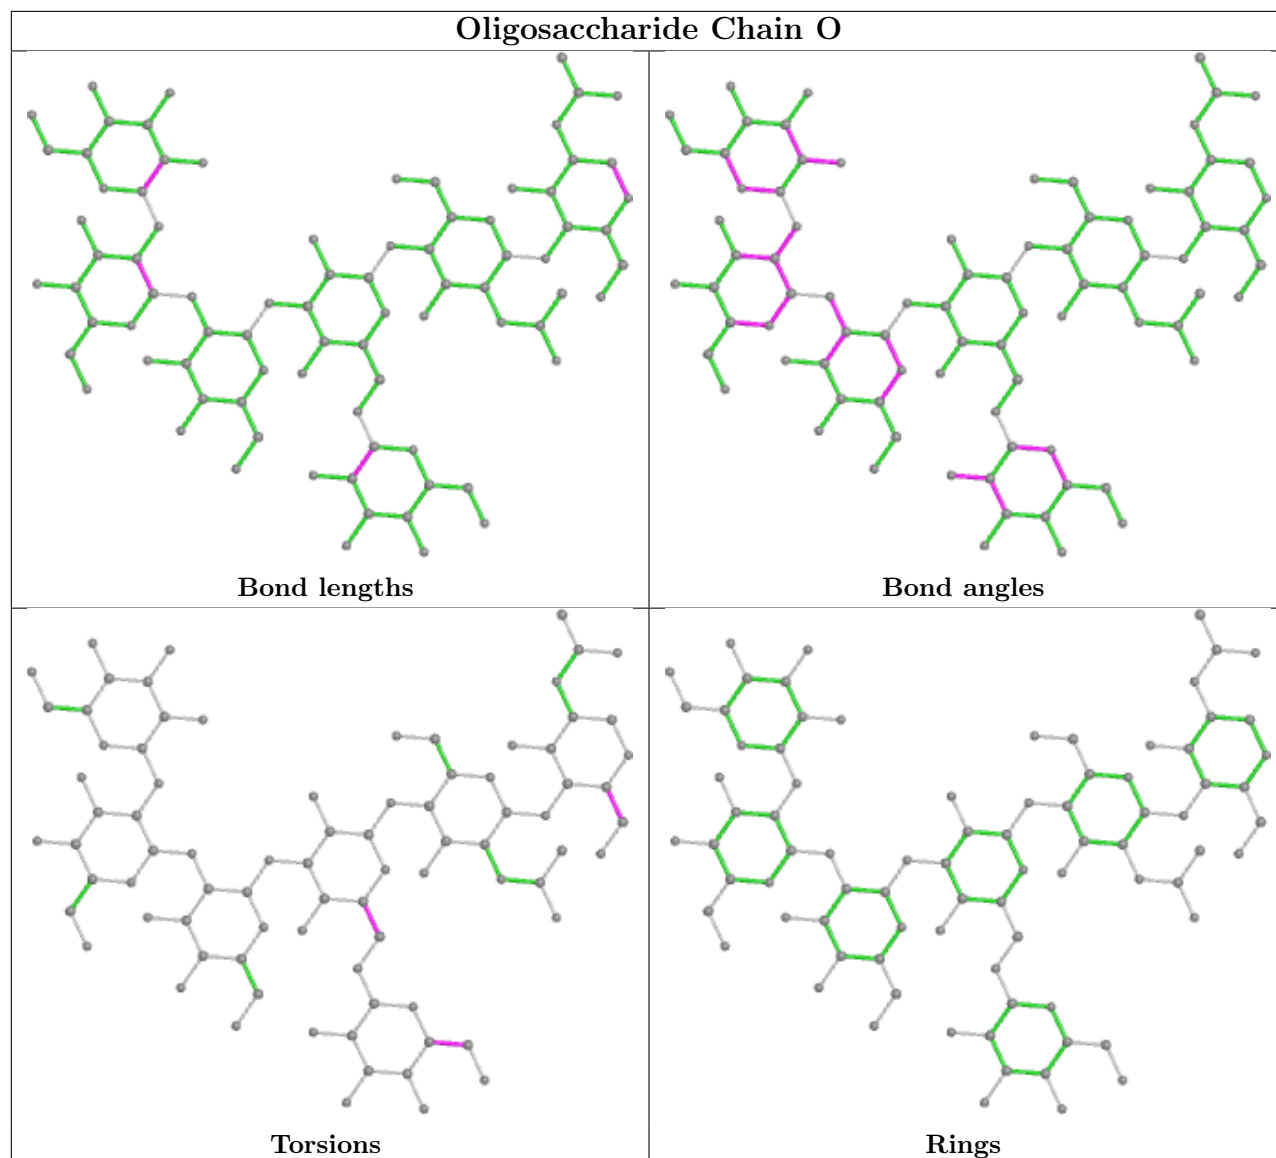 Oligosaccharide Chain O
Bond lengths
Bond angles
Torsions
Rings